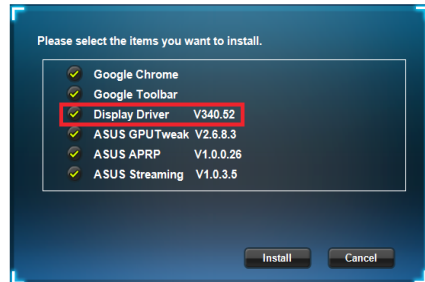 Please select the items you want to install.
Google Chrome
Google Toolbar
Display Driver V340.52
ASUS GPUTweak V2.6.8.3
ASUS APRP V1.0.0.26
ASUS Streaming V1.0.3.5
Install Cancel